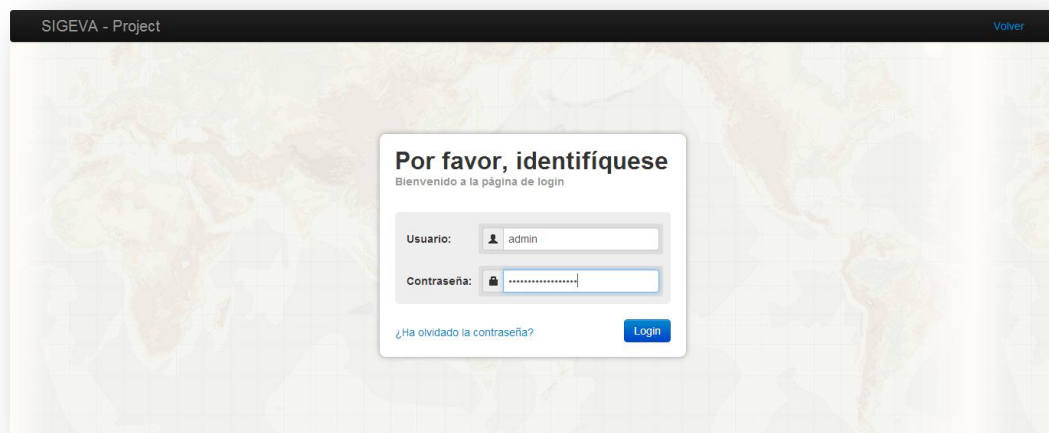 SIGEVA - Project
Volver
Por favor, identifíquese
Bienvenido a la página de login
Usuario:
admin
Contraseña:
••••••••••••••••••
¿Ha olvidado la contraseña?
Login